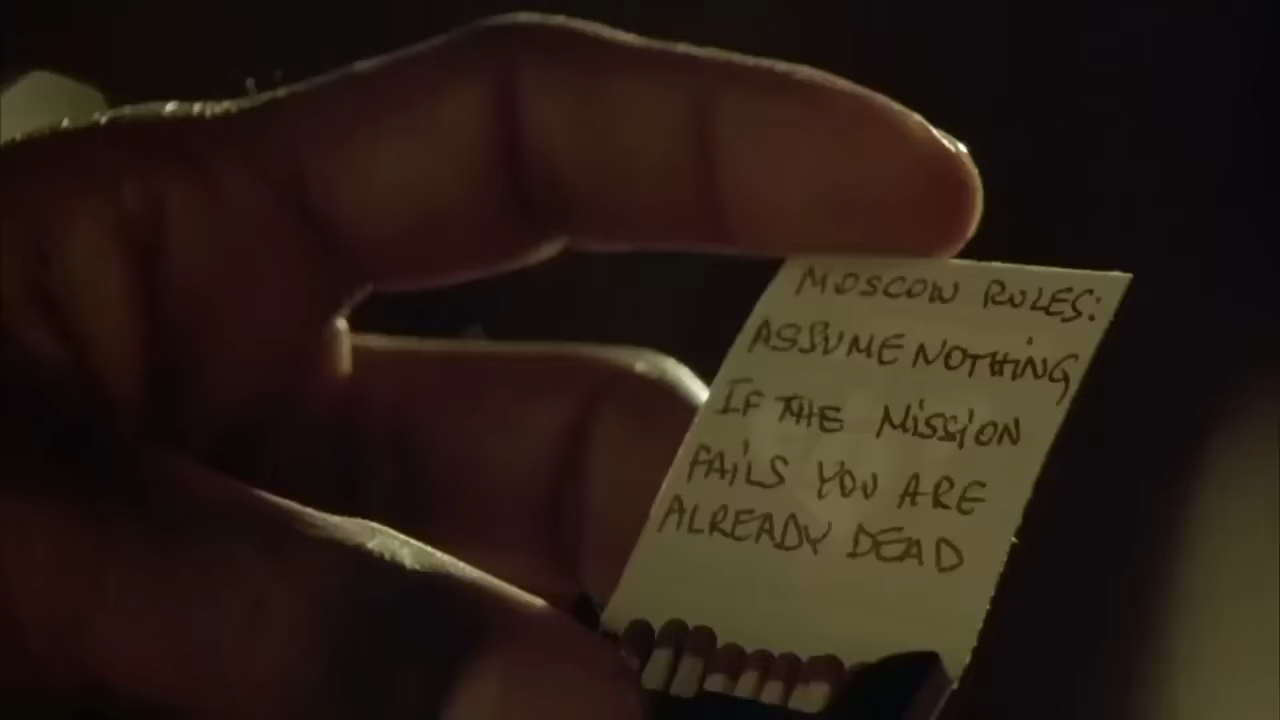 MOSCOW RULES:
ASSUME NOTHING
IF THE MISSION
FAILS YOU ARE
ALREADY DEAD